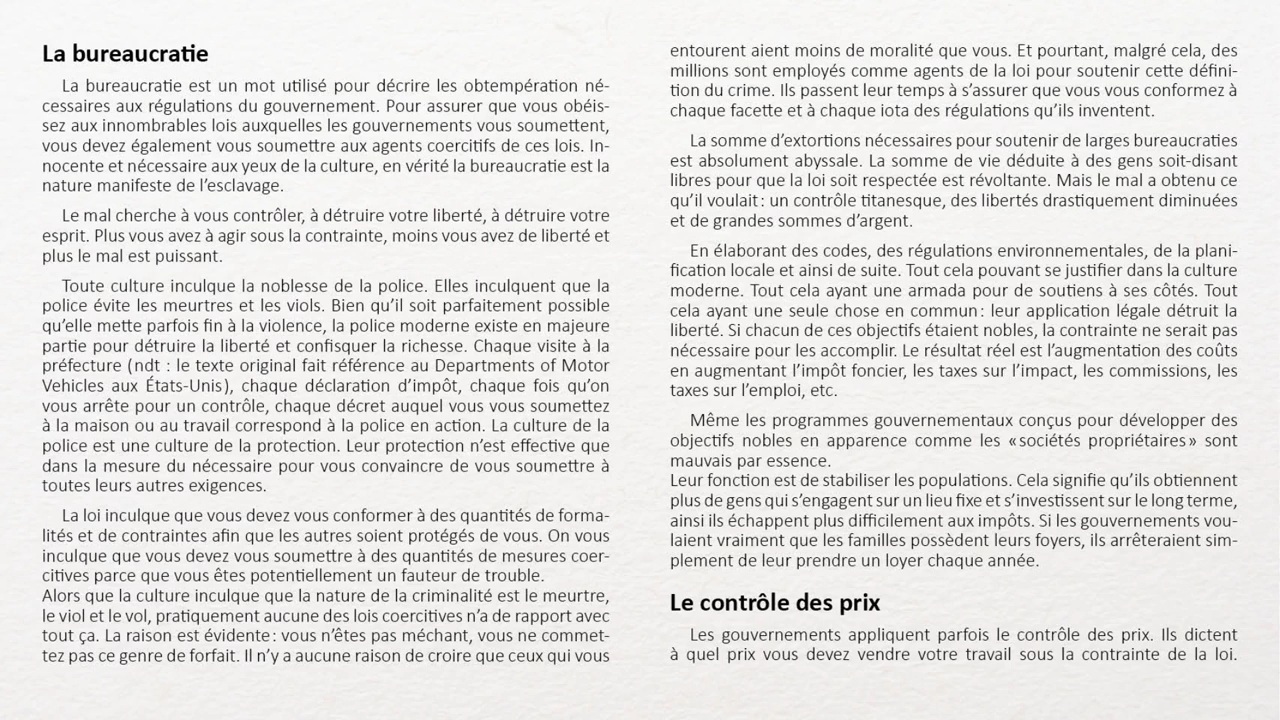 La bureaucratie
La bureaucratie est un mot utilisé pour décrire les obtempération né-
cessaires aux régulations du gouvernement. Pour assurer que vous obéis-
sez aux innombrables lois auxquelles les gouvernements vous soumettent,
vous devez également vous soumettre aux agents coercitifs de ces lois. In-
nocente et nécessaire aux yeux de la culture, en vérité la bureaucratie est la
nature manifeste de l'esclavage.
Le mal cherche à vous contrôler, à détruire votre liberté, à détruire votre
esprit. Plus vous avez à agir sous la contrainte, moins vous avez de liberté et
plus le mal est puissant.
Toute culture inculque la noblesse de la police. Elles inculquent que la
police évite les meurtres et les viols. Bien qu'il soit parfaitement possible
qu'elle mette parfois fin à la violence, la police moderne existe en majeure
partie pour détruire la liberté et confisquer la richesse. Chaque visite à la
préfecture (ndt : le texte original fait référence au Departments of Motor
Vehicles aux États-Unis), chaque déclaration d'impôt, chaque fois qu'on
vous arrête pour un contrôle, chaque décret auquel vous vous soumettez
à la maison ou au travail correspond à la police en action. La culture de la
police est une culture de la protection. Leur protection n'est effective que
dans la mesure du nécessaire pour vous convaincre de vous soumettre à
toutes leurs autres exigences.
La loi inculque que vous devez vous conformer à des quantités de forma-
lités et de contraintes afin que les autres soient protégés de vous. On vous
inculque que vous devez vous soumettre à des quantités de mesures coer-
citives parce que vous êtes potentiellement un fauteur de trouble.
Alors que la culture inculque que la nature de la criminalité est le meurtre,
le viol et le vol, pratiquement aucune des lois coercitives n'a de rapport avec
tout ça. La raison est évidente : vous n'êtes pas méchant, vous ne commet-
tez pas ce genre de forfait. Il n'y a aucune raison de croire que ceux qui vous
entourent aient moins de moralité que vous. Et pourtant, malgré cela, des
millions sont employés comme agents de la loi pour soutenir cette défini-
tion du crime. Ils passent leur temps à s'assurer que vous vous conformez à
chaque facette et à chaque iota des régulations qu'ils inventent.
La somme d'extortions nécessaires pour soutenir de larges bureaucraties
est absolument abyssale. La somme de vie déduite à des gens soit-disant
libres pour que la loi soit respectée est révoltante. Mais le mal a obtenu ce
qu'il voulait : un contrôle titanesque, des libertés drastiquement diminuées
et de grandes sommes d'argent.
En élaborant des codes, des régulations environnementales, de la plani-
fication locale et ainsi de suite. Tout cela pouvant se justifier dans la culture
moderne. Tout cela ayant une armada pour de soutiens à ses côtés. Tout
cela ayant une seule chose en commun : leur application légale détruit la
liberté. Si chacun de ces objectifs étaient nobles, la contrainte ne serait pas
nécessaire pour les accomplir. Le résultat réel est l'augmentation des coûts
en augmentant l'impôt foncier, les taxes sur l'impact, les commissions, les
taxes sur l'emploi, etc.
Même les programmes gouvernementaux conçus pour développer des
objectifs nobles en apparence comme les « sociétés propriétaires » sont
mauvais par essence.
Leur fonction est de stabiliser les populations. Cela signifie qu'ils obtiennent
plus de gens qui s'engagent sur un lieu fixe et s'investissent sur le long terme,
ainsi ils échappent plus difficilement aux impôts. Si les gouvernements vou-
laient vraiment que les familles possèdent leurs foyers, ils arrêteraient sim-
plement de leur prendre un loyer chaque année.
Le contrôle des prix
Les gouvernements appliquent parfois le contrôle des prix. Ils dictent
à quel prix vous devez vendre votre travail sous la contrainte de la loi.